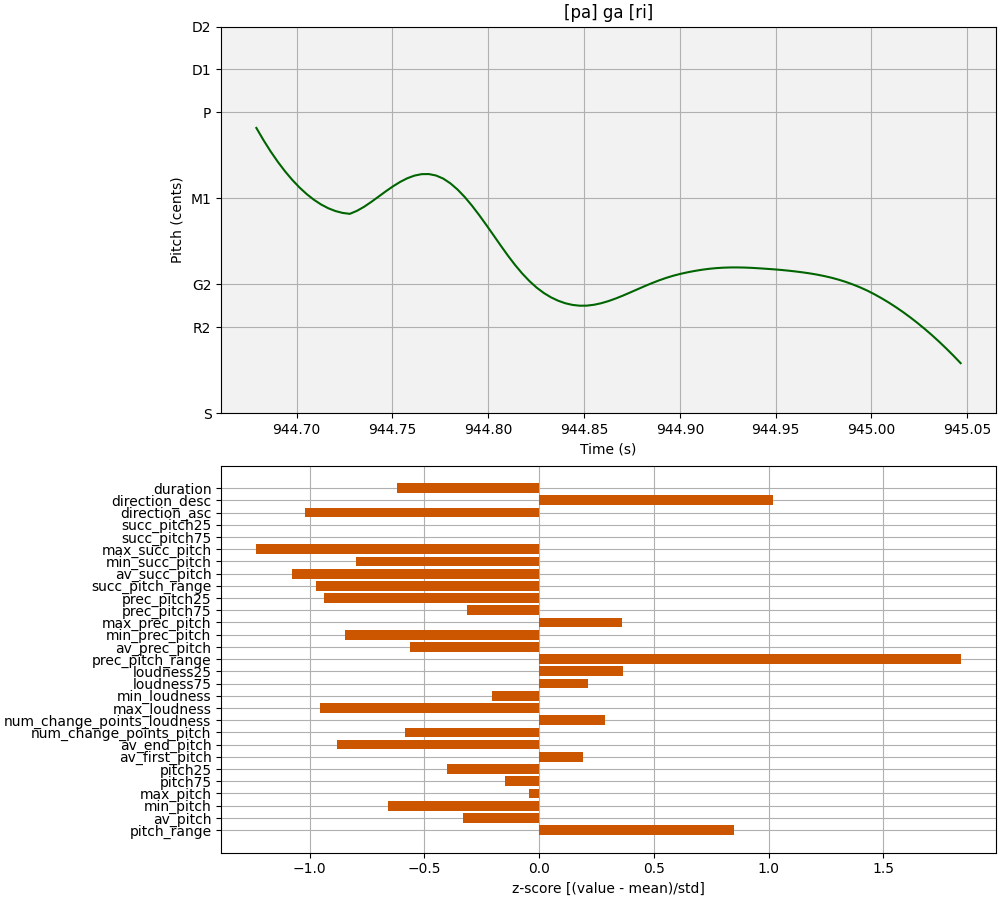 [pa] ga [ri]
D2
D1
P
M1
G2
R2
S
Pitch (cents)
944.70 944.75 944.80 944.85 944.90 944.95 945.00 945.05
Time (s)
duration
direction_desc
direction_asc
succ_pitch25
succ_pitch75
max_succ_pitch
min_succ_pitch
av_succ_pitch
succ_pitch_range
prec_pitch25
prec_pitch75
max_prec_pitch
min_prec_pitch
av_prec_pitch
prec_pitch_range
loudness25
loudness75
min_loudness
max_loudness
num_change_points_loudness
num_change_points_pitch
av_end_pitch
av_first_pitch
pitch25
pitch75
max_pitch
min_pitch
av_pitch
pitch_range
−1.0 −0.5 0.0 0.5 1.0 1.5
z-score [(value - mean)/std]